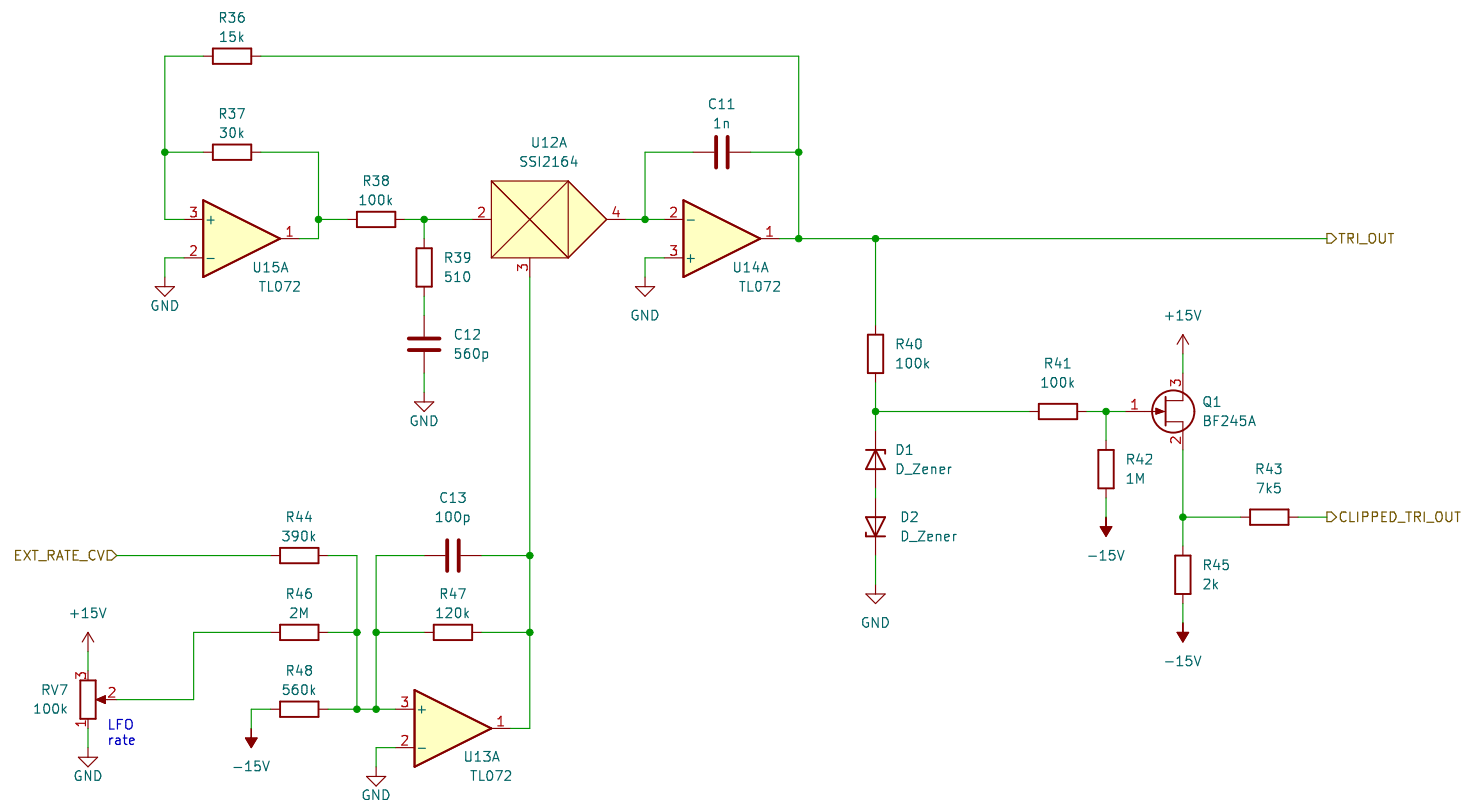 R36
15k
R37
30k
3
+
2
−
1
U15A
TL072
GND
R38
100k
R39
510
C12
560p
GND
U12A
SSI2164
2
4
3
C11
1n
2
−
3
+
1
U14A
TL072
GND
TRI_OUT
R40
100k
D1
D_Zener
D2
D_Zener
GND
R41
100k
R42
1M
-15V
+15V
3
1
2
Q1
BF245A
R43
7k5
CLIPPED_TRI_OUT
R45
2k
-15V
EXT_RATE_CV
R44
390k
C13
100p
R46
2M
R47
120k
+15V
3
2
1
RV7
100k
LFO
rate
GND
R48
560k
-15V
3
+
2
−
1
U13A
TL072
GND